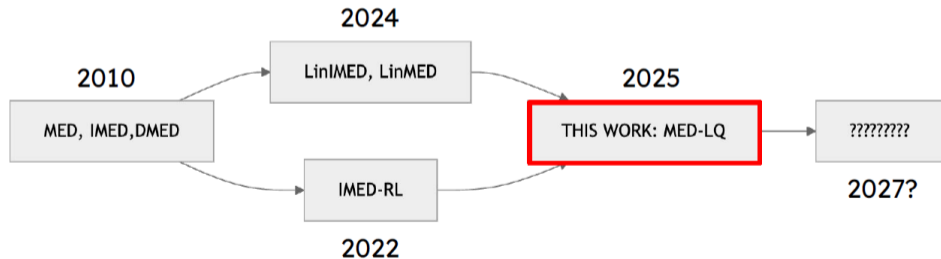 2024
LinIMED, LinMED
2010
MED, IMED,DMED
2025
THIS WORK: MED-LQ
?????????
2027?
IMED-RL
2022